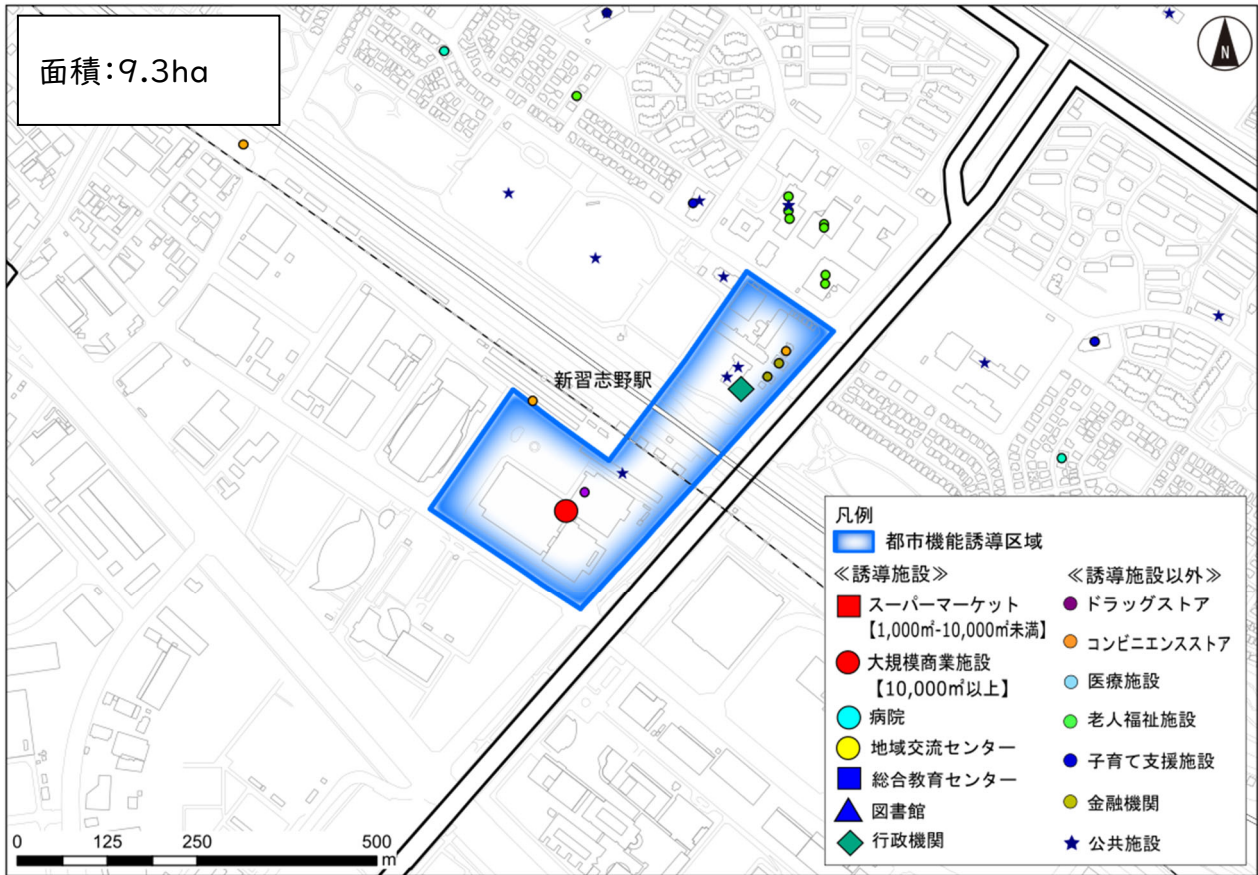 面積:9.3ha
N
新習志野駅
凡例
都市機能誘導区域
≪誘導施設≫
スーパーマーケット
【1,000㎡-10,000㎡未満】
大規模商業施設
【10,000㎡以上】
病院
地域交流センター
総合教育センター
図書館
行政機関
≪誘導施設以外≫
ドラッグストア
コンビニエンスストア
医療施設
老人福祉施設
子育て支援施設
金融機関
公共施設
0 125 250 500
m